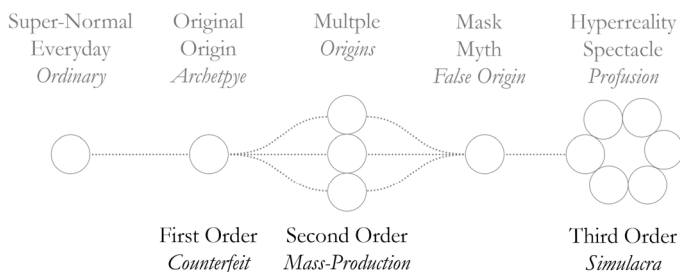 Super-Normal
Everyday
Ordinary
Original
Origin
Archetpye
Multple
Origins
Mask
Myth
False Origin
Hyperreality
Spectacle
Profusion
First Order
Counterfeit
Second Order
Mass-Production
Third Order
Simulacra